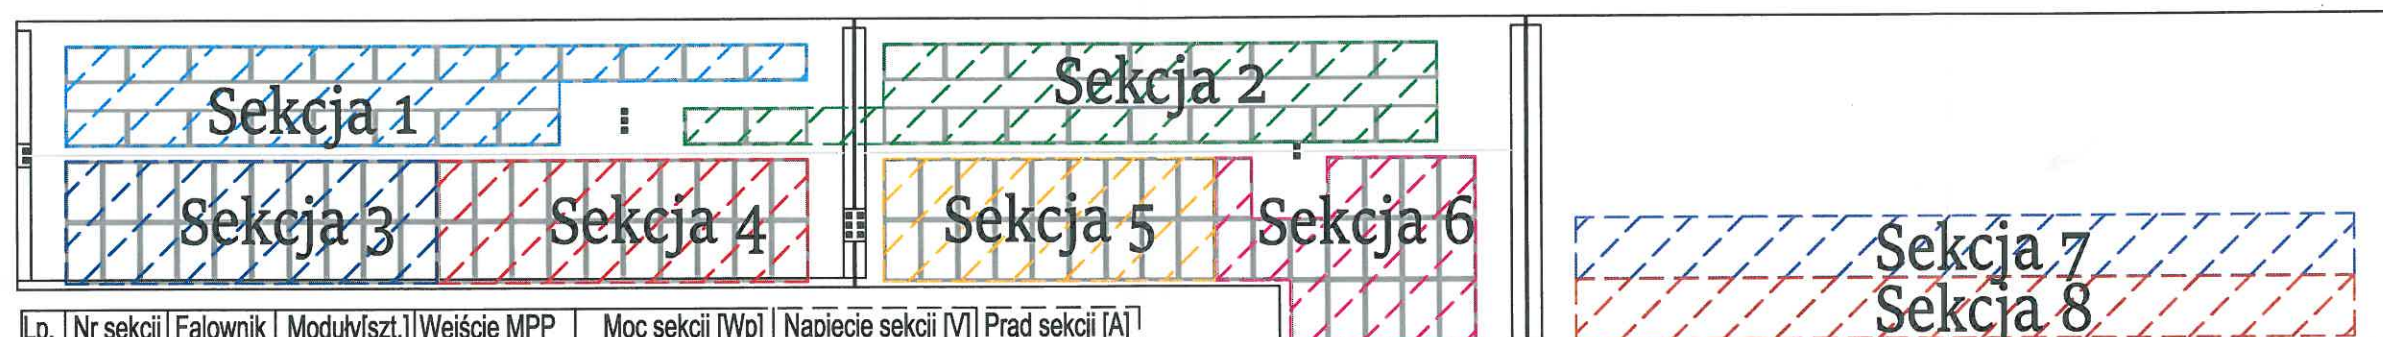 Sekcja 1
Sekcja 2
Sekcja 3
Sekcja 4
Sekcja 5
Sekcja 6
Sekcja 7
Sekcja 8
Lp. Nr sekcji Falownik Moduły[szt.] Wejście MPP Moc sekcji [Wp] Napięcie sekcji [V] Prąd sekcji [A]